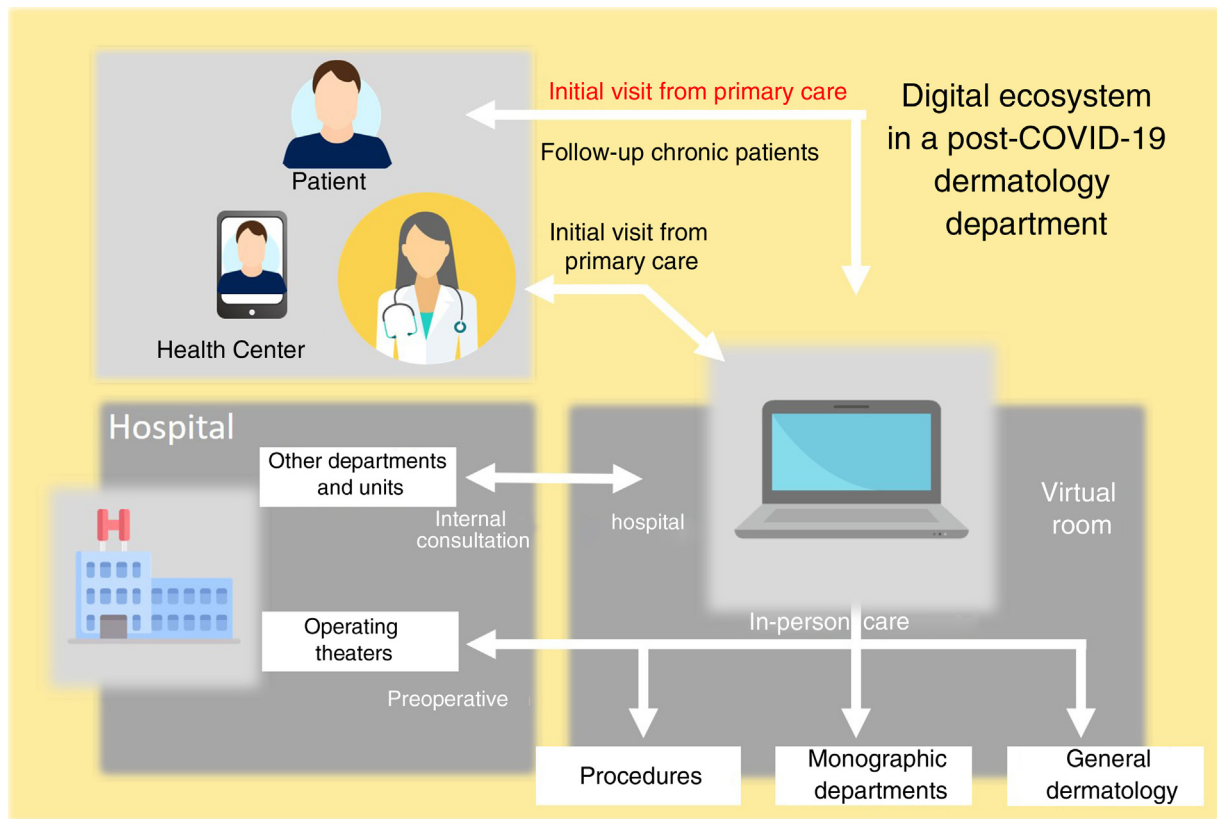 Initial visit from primary care
Follow-up chronic patients
Digital ecosystem
in a post-COVID-19
dermatology
department
Patient
Initial visit from
primary care
Health Center
Hospital
Other departments
and units
Internal
consultation
hospital
Virtual
room
H
Operating
theaters
Preoperative
In-person care
Procedures
Monographic
departments
General
dermatology